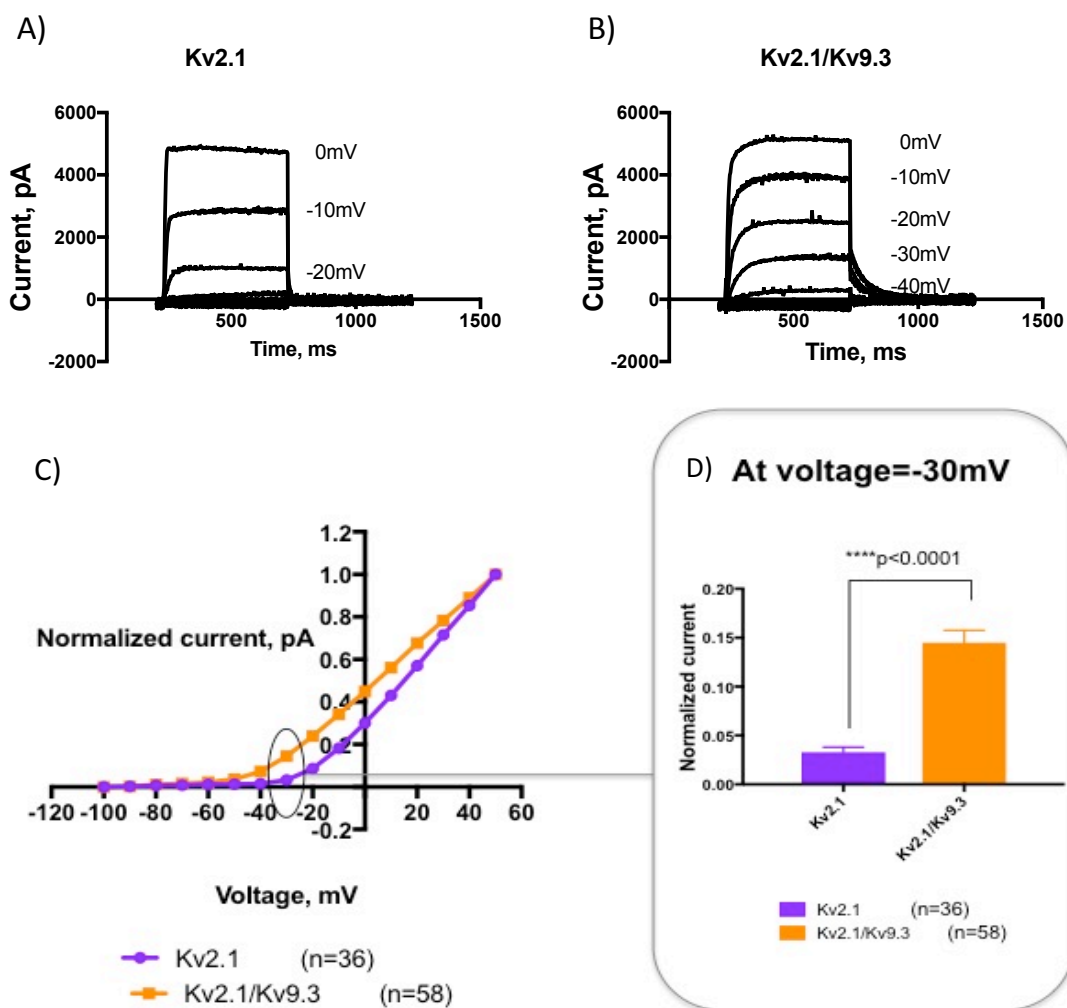 A)
Kv2.1
6000
4000
2000
0
-2000
Current, pA
0mV
-10mV
-20mV
500
1000
1500
Time, ms
B)
Kv2.1/Kv9.3
6000
4000
2000
0
-2000
Current, pA
0mV
-10mV
-20mV
-30mV
-40mV
500
1000
1500
Time, ms
C)
Normalized current, pA
1.2
1.0
0.8
0.6
0.4
0.2
-0.2
-120
-100
-80
-60
-40
-20
20
40
60
Voltage, mV
Kv2.1 (n=36)
Kv2.1/Kv9.3 (n=58)
D) At voltage=-30mV
****p<0.0001
0.20
0.15
0.10
0.05
0.00
Normalized current
Kv2.1
Kv2.1/Kv9.3
Kv2.1 (n=36)
Kv2.1/Kv9.3 (n=58)